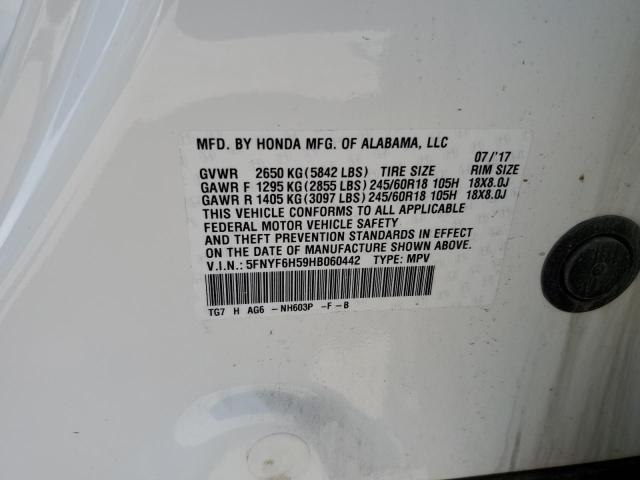 MFD. BY HONDA MFG. OF ALABAMA, LLC
07/'17
GVWR 2650 KG(5842 LBS) TIRE SIZE RIM SIZE
GAWR F 1295 KG(2855 LBS)245/60R18 105H 18X8.0J
GAWR R 1405 KG(3097 LBS)245/60R18 105H 18X8.0J
THIS VEHICLE CONFORMS TO ALL APPLICABLE
FEDERAL MOTOR VEHICLE SAFETY
AND THEFT PREVENTION STANDARDS IN EFFECT
ON THE DATE OF MANUFACTURE SHOWN ABOVE.
V.I.N.: 5FNYF6H59HB060442 TYPE: MPV
TG7 H AG6 -NH603P -F -B